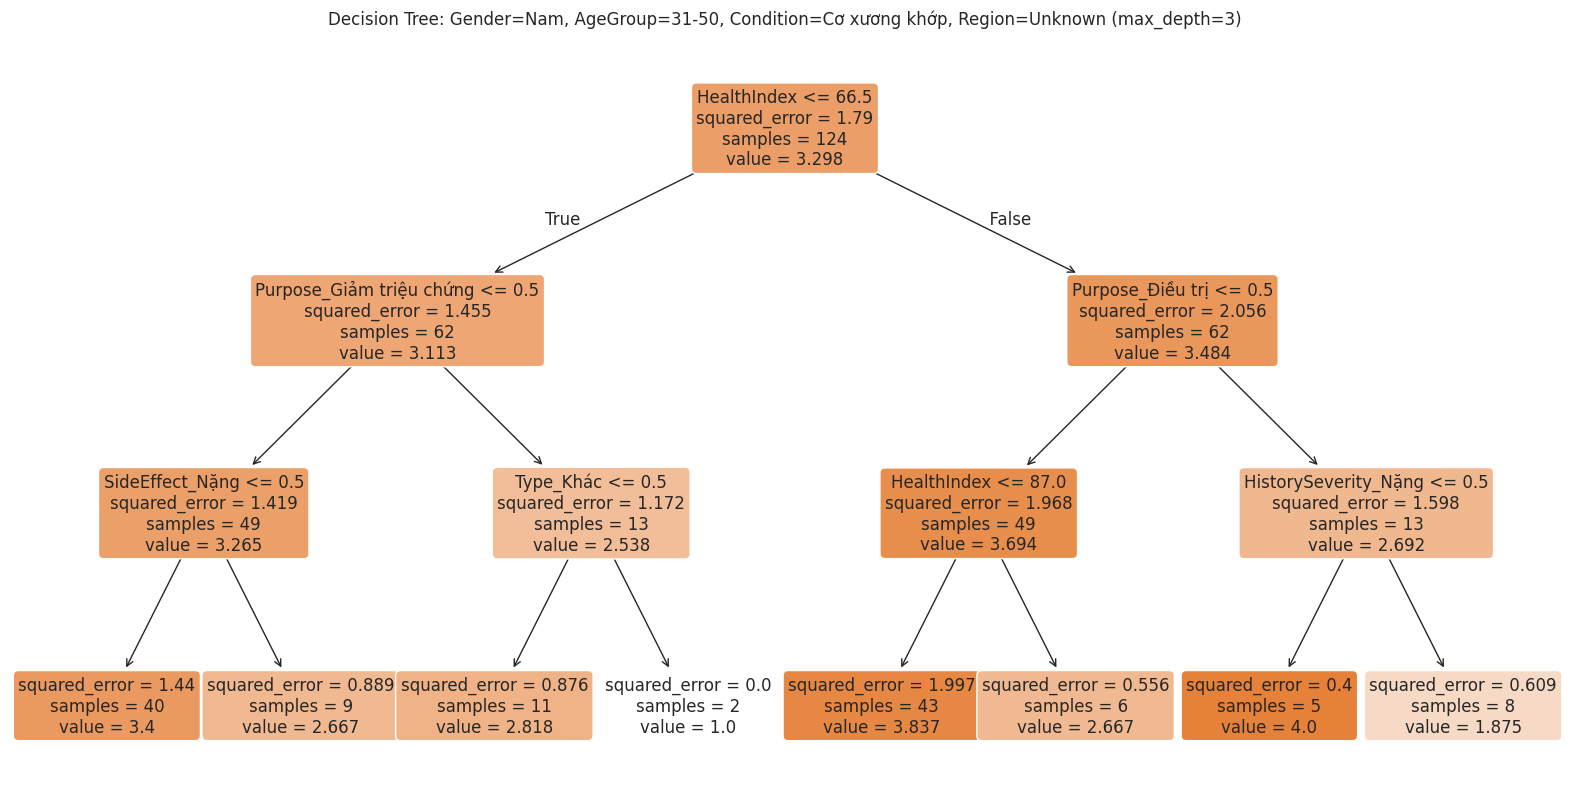 Decision Tree: Gender=Nam, AgeGroup=31-50, Condition=Cơ xương khớp, Region=Unknown (max_depth=3)
HealthIndex <= 66.5
squared_error = 1.79
samples = 124
value = 3.298
True
False
Purpose_Giảm triệu chứng <= 0.5
squared_error = 1.455
samples = 62
value = 3.113
Purpose_Điều trị <= 0.5
squared_error = 2.056
samples = 62
value = 3.484
SideEffect_Nặng <= 0.5
squared_error = 1.419
samples = 49
value = 3.265
Type_Khác <= 0.5
squared_error = 1.172
samples = 13
value = 2.538
HealthIndex <= 87.0
squared_error = 1.968
samples = 49
value = 3.694
HistorySeverity_Nặng <= 0.5
squared_error = 1.598
samples = 13
value = 2.692
squared_error = 1.44
samples = 40
value = 3.4
squared_error = 0.889
samples = 9
value = 2.667
squared_error = 0.876
samples = 11
value = 2.818
squared_error = 0.0
samples = 2
value = 1.0
squared_error = 1.997
samples = 43
value = 3.837
squared_error = 0.556
samples = 6
value = 2.667
squared_error = 0.4
samples = 5
value = 4.0
squared_error = 0.609
samples = 8
value = 1.875